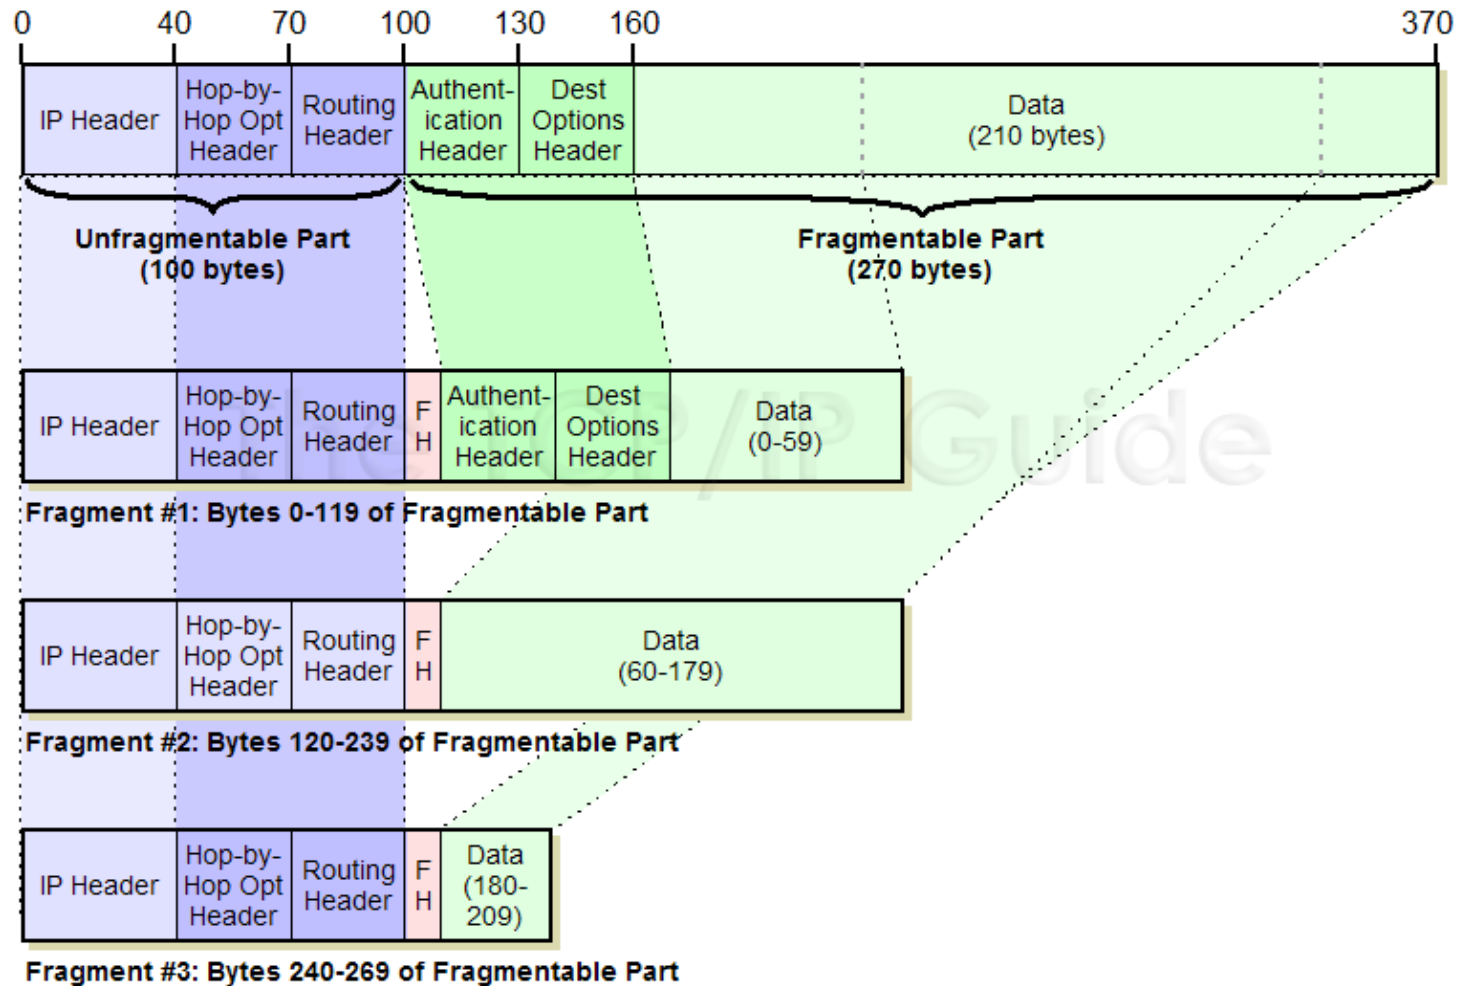 0 40 70 100 130 160 370
IP Header
Hop-by-
Hop Opt
Header
Routing
Header
Authent-
ication
Header
Dest
Options
Header
Data
(210 bytes)
Unfragmentable Part
(100 bytes)
Fragmentable Part
(270 bytes)
IP Header
Hop-by-
Hop Opt
Header
Routing
Header
F
H
Authent-
ication
Header
Dest
Options
Header
Data
(0-59)
The TCP/IP Guide
Fragment #1: Bytes 0-119 of Fragmentable Part
IP Header
Hop-by-
Hop Opt
Header
Routing
Header
F
H
Data
(60-179)
Fragment #2: Bytes 120-239 of Fragmentable Part
IP Header
Hop-by-
Hop Opt
Header
Routing
Header
F
H
Data
(180-
209)
Fragment #3: Bytes 240-269 of Fragmentable Part